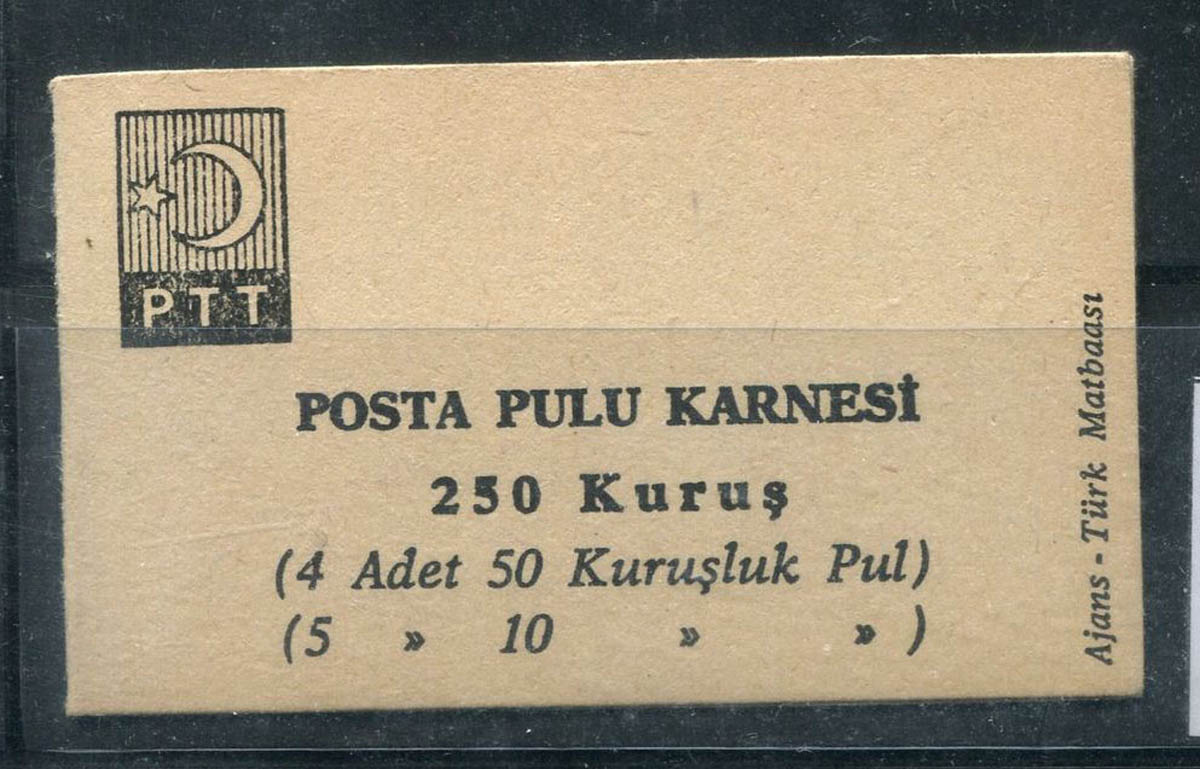 PTT
POSTA PULU KARNESİ
250 Kuruş
(4 Adet 50 Kuruşluk Pul)
(5 » 10 » » )
Ajans - Türk Matbaası